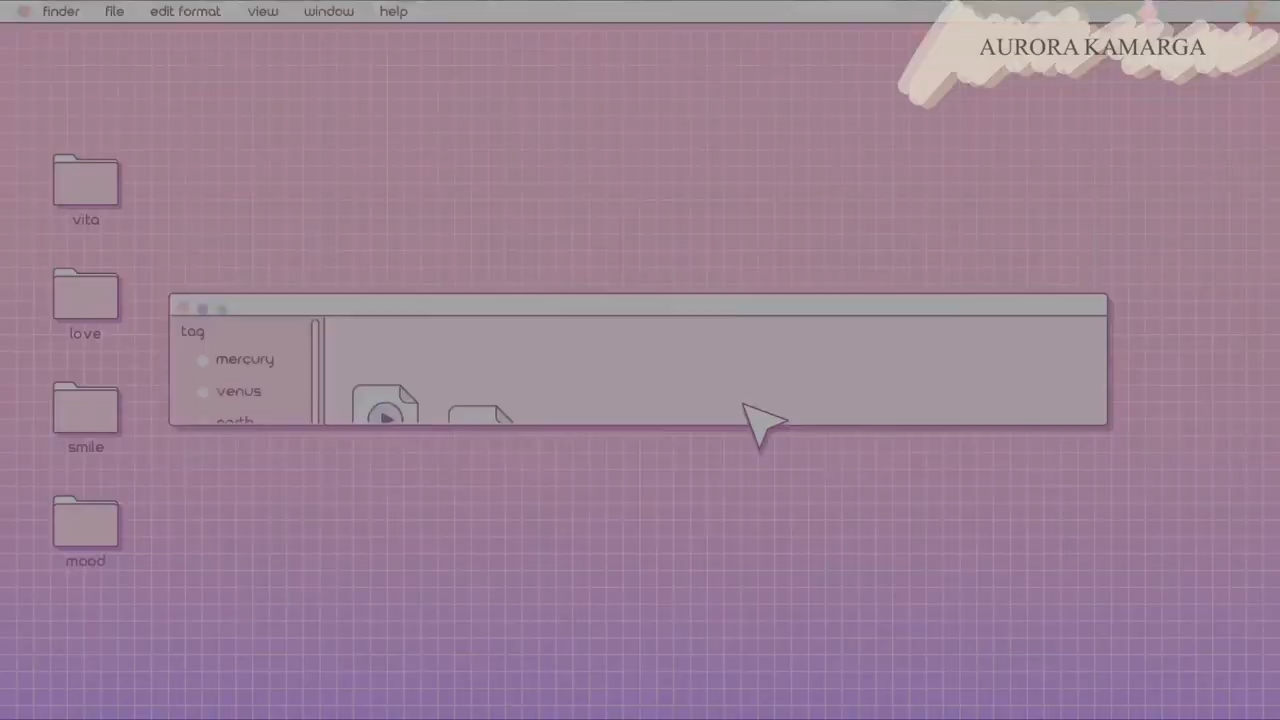 finder file edit format view window help
AURORA KAMARGA
vita
love
smile
mood
tag
mercury
venus